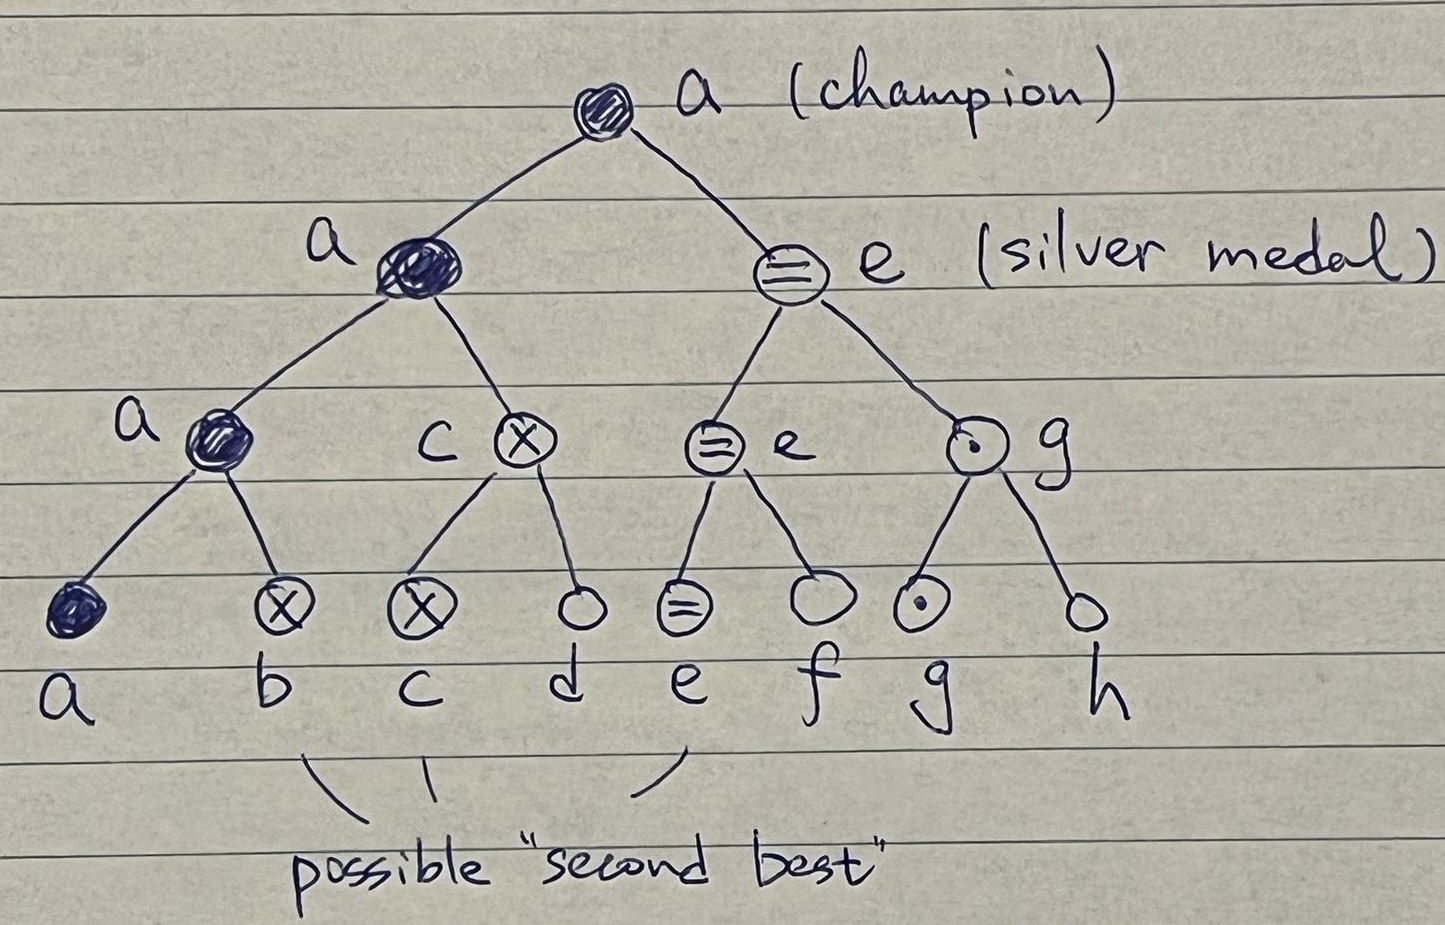 a (champion)
a e (silver medal)
a c e g
a b c d e f g h
possible "second best"